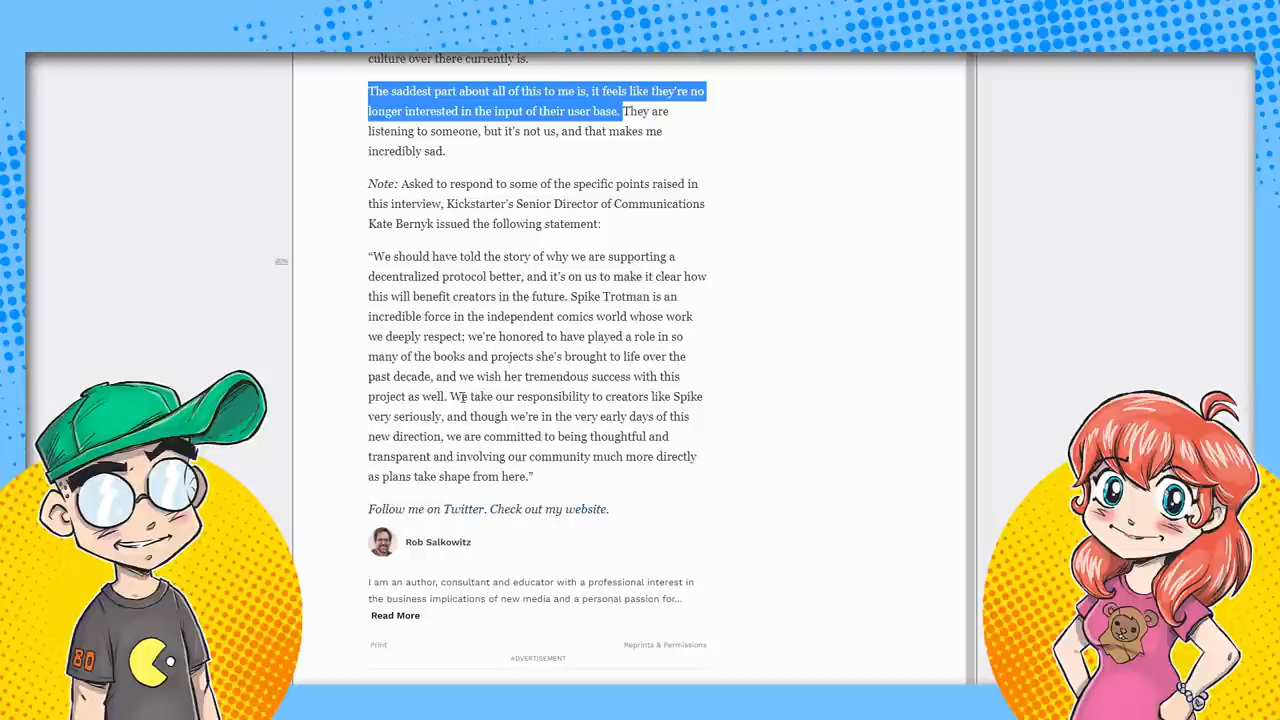 culture over there currently is.
The saddest part about all of this to me is, it feels like they're no
longer interested in the input of their user base. They are
listening to someone, but it's not us, and that makes me
incredibly sad.
Note: Asked to respond to some of the specific points raised in
this interview, Kickstarter's Senior Director of Communications
Kate Bernyk issued the following statement:
“We should have told the story of why we are supporting a
decentralized protocol better, and it's on us to make it clear how
this will benefit creators in the future. Spike Trotman is an
incredible force in the independent comics world whose work
we deeply respect; we're honored to have played a role in so
many of the books and projects she's brought to life over the
past decade, and we wish her tremendous success with this
project as well. We take our responsibility to creators like Spike
very seriously, and though we're in the very early days of this
new direction, we are committed to being thoughtful and
transparent and involving our community much more directly
as plans take shape from here.”
Follow me on Twitter. Check out my website.
Rob Salkowitz
I am an author, consultant and educator with a professional interest in
the business implications of new media and a personal passion for...
Read More
Print
Reprints & Permissions
ADVERTISEMENT
80